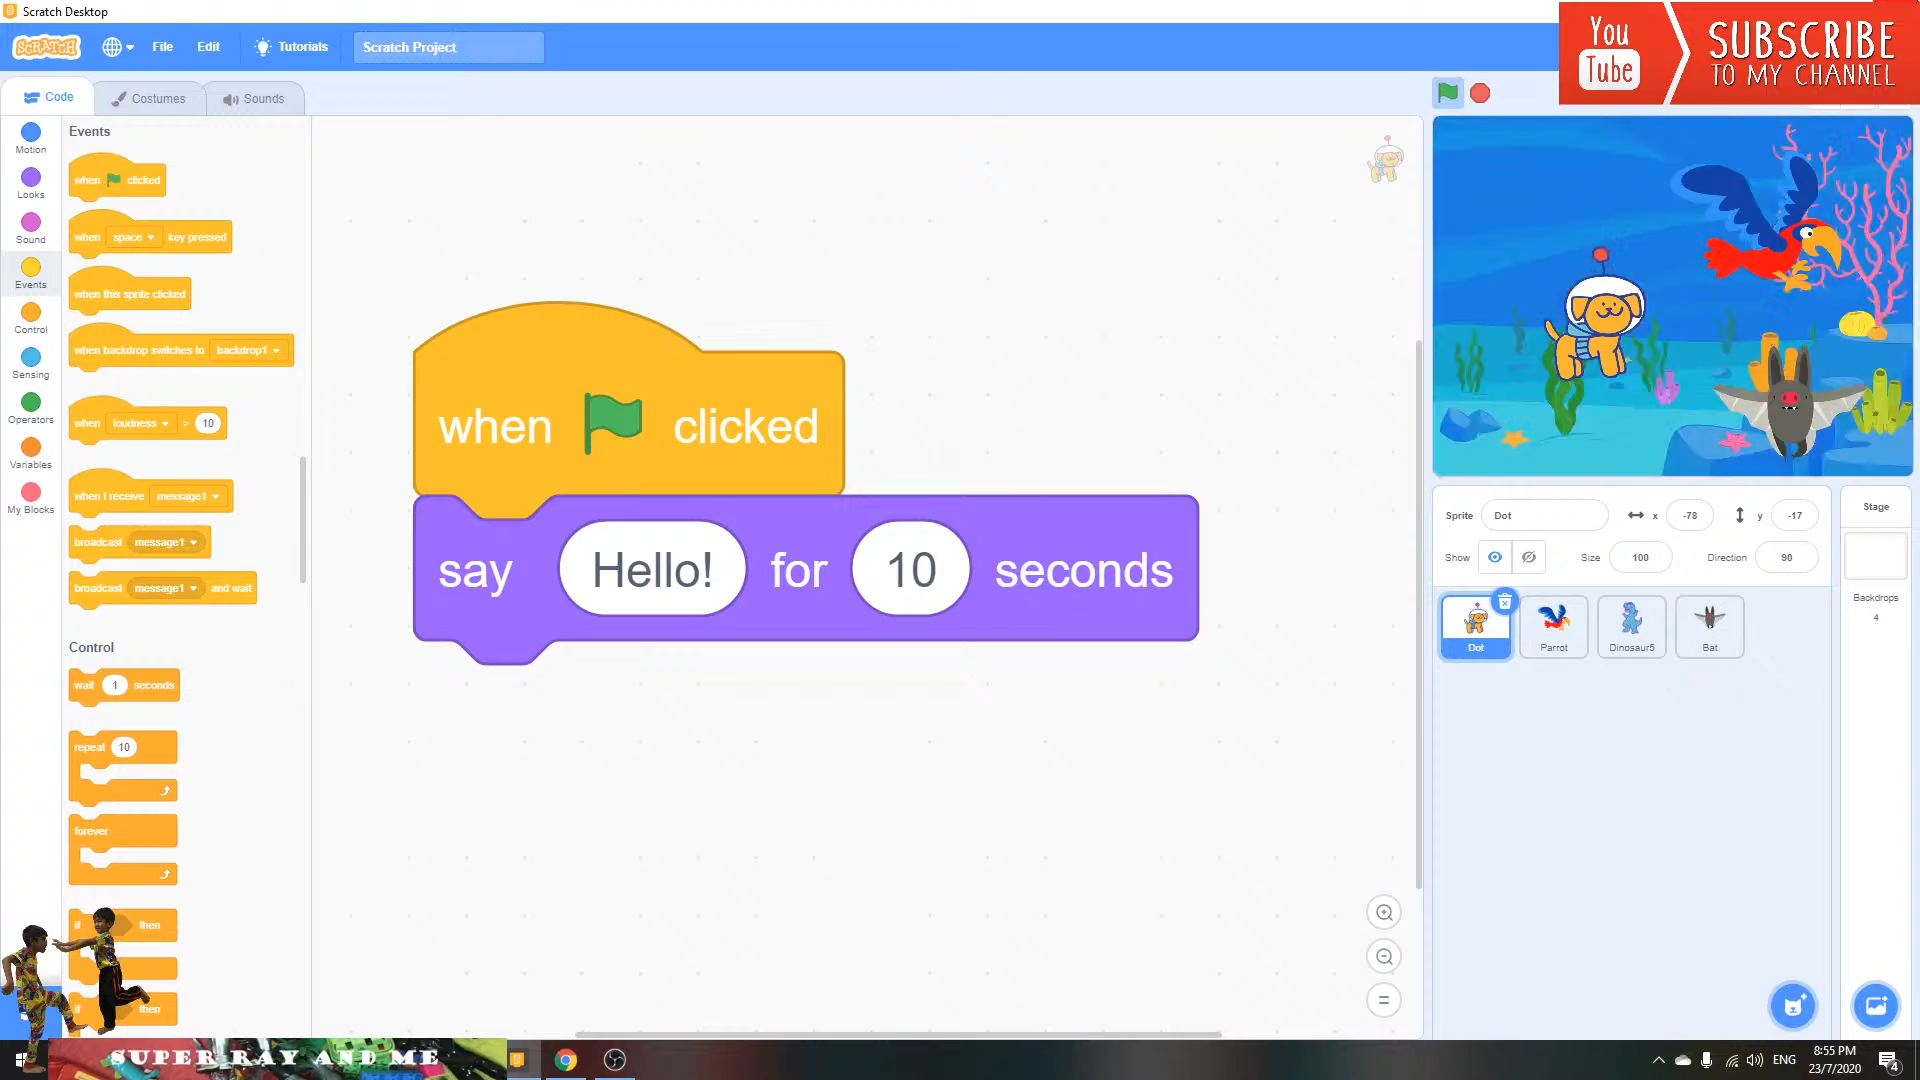 Scratch Desktop
SCRATCH
File
Edit
Tutorials
Scratch Project
You
Tube
SUBSCRIBE
TO MY CHANNEL
Code
Costumes
Sounds
Motion
Looks
Sound
Events
Control
Sensing
Operators
Variables
My Blocks
Events
when clicked
when space key pressed
when this sprite clicked
when backdrop switches to backdrop1
when loudness > 10
when I receive message1
broadcast message1
broadcast message1 and wait
Control
wait 1 seconds
repeat 10
forever
if then
if then
when clicked
say Hello! for 10 seconds
Sprite Dot x -78 y -17
Show Size 100 Direction 90
Dot
Parrot
Dinosaur5
Bat
Stage
Backdrops
4
SUPER RAY AND ME
ENG
8:55 PM
23/7/2020
4